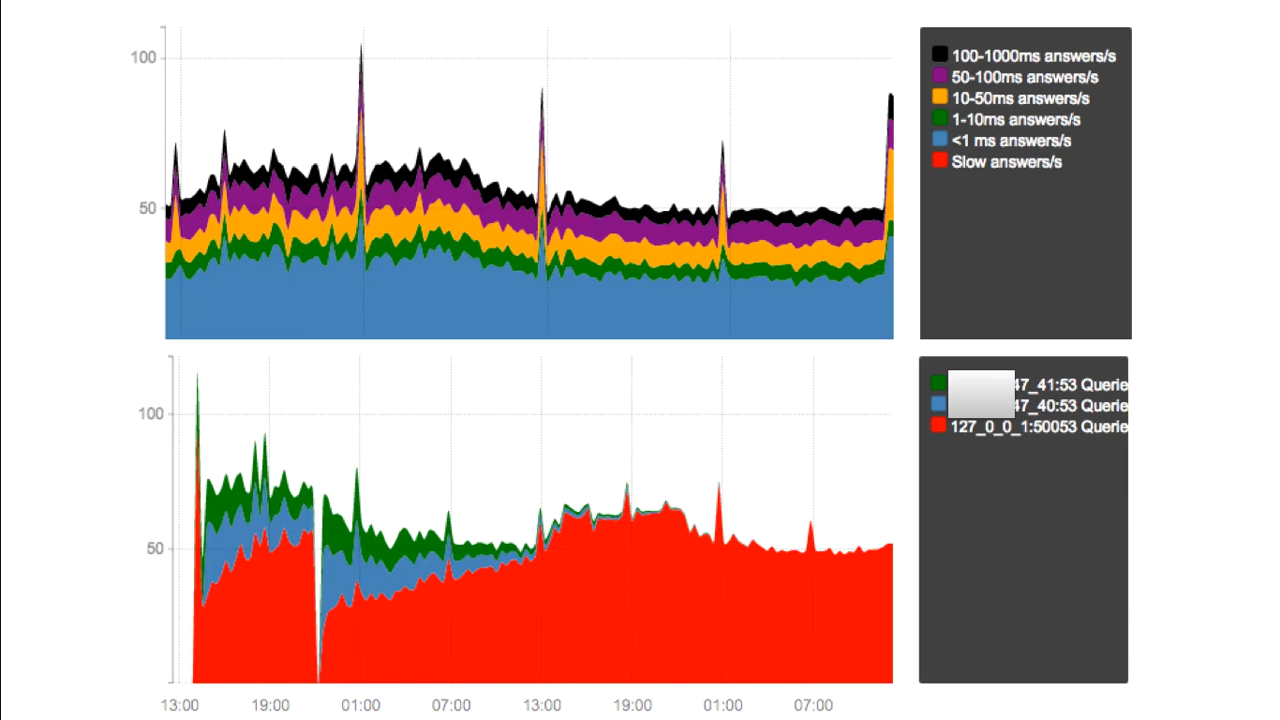 100
50
100-1000ms answers/s
50-100ms answers/s
10-50ms answers/s
1-10ms answers/s
<1 ms answers/s
Slow answers/s
100
50
47_41:53 Querie
47_40:53 Querie
127_0_0_1:50053 Querie
13:00 19:00 01:00 07:00 13:00 19:00 01:00 07:00